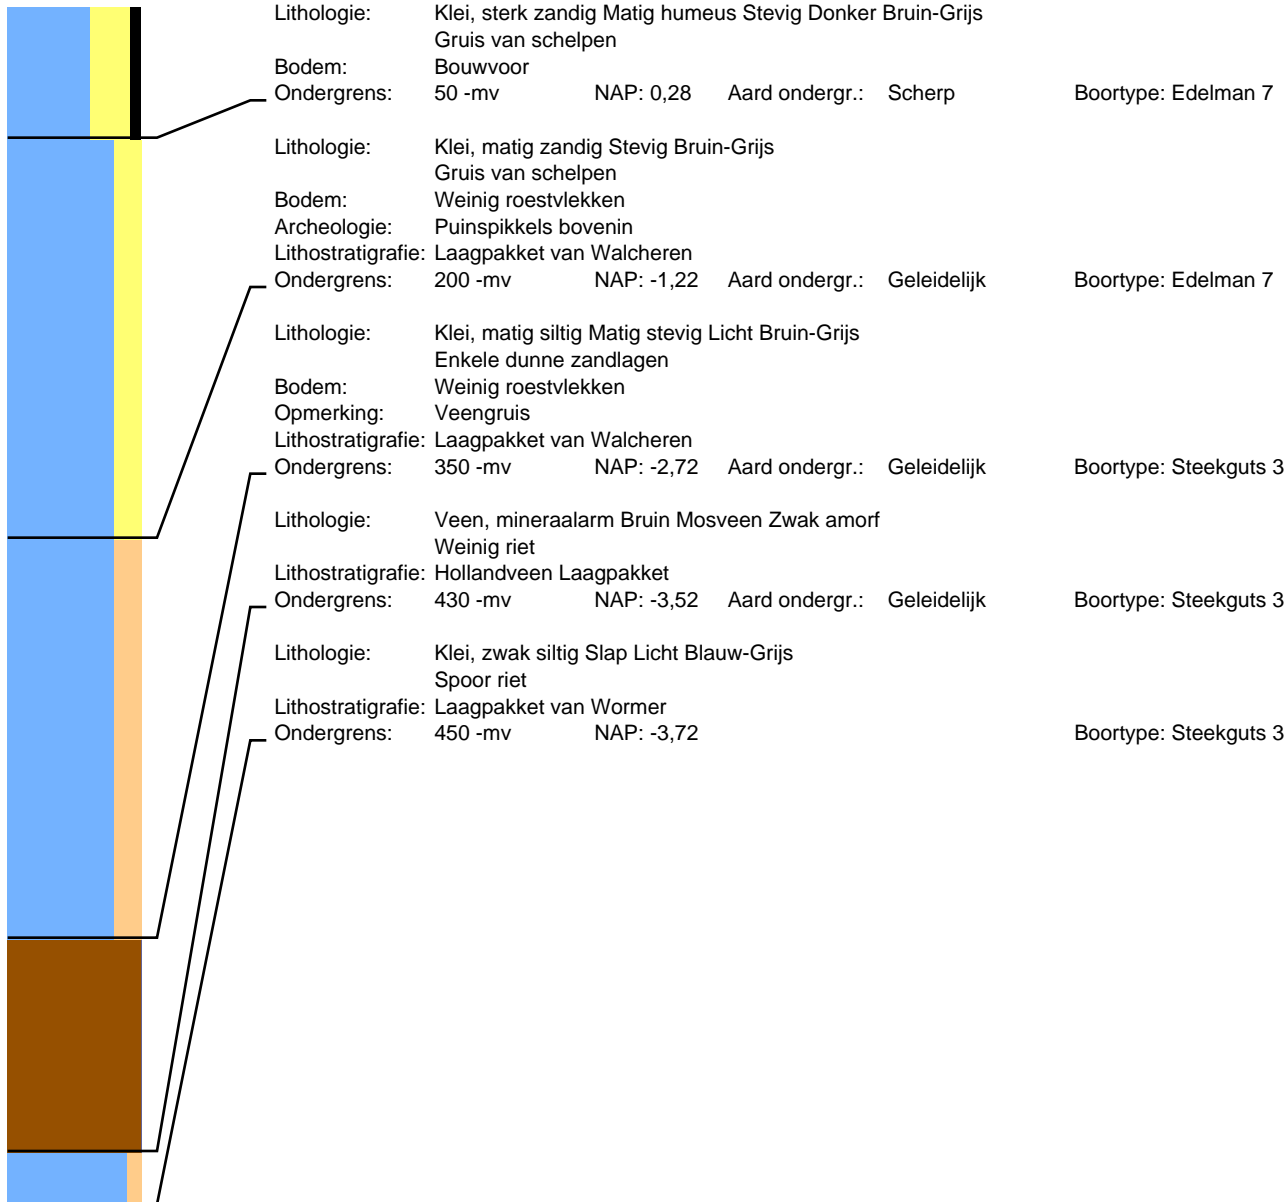 Lithologie: Klei, sterk zandig Matig humeus Stevig Donker Bruin-Grijs
Gruis van schelpen
Bodem: Bouwvoor
Ondergrens: 50 -mv NAP: 0,28 Aard ondergr.: Scherp Boortype: Edelman 7
Lithologie: Klei, matig zandig Stevig Bruin-Grijs
Gruis van schelpen
Bodem: Weinig roestvlekken
Archeologie: Puinspikkels bovenin
Lithostratigrafie: Laagpakket van Walcheren
Ondergrens: 200 -mv NAP: -1,22 Aard ondergr.: Geleidelijk Boortype: Edelman 7
Lithologie: Klei, matig siltig Matig stevig Licht Bruin-Grijs
Enkele dunne zandlagen
Bodem: Weinig roestvlekken
Opmerking: Veengruis
Lithostratigrafie: Laagpakket van Walcheren
Ondergrens: 350 -mv NAP: -2,72 Aard ondergr.: Geleidelijk Boortype: Steekguts 3
Lithologie: Veen, mineraalarm Bruin Mosveen Zwak amorf
Weinig riet
Lithostratigrafie: Hollandveen Laagpakket
Ondergrens: 430 -mv NAP: -3,52 Aard ondergr.: Geleidelijk Boortype: Steekguts 3
Lithologie: Klei, zwak siltig Slap Licht Blauw-Grijs
Spoor riet
Lithostratigrafie: Laagpakket van Wormer
Ondergrens: 450 -mv NAP: -3,72 Boortype: Steekguts 3